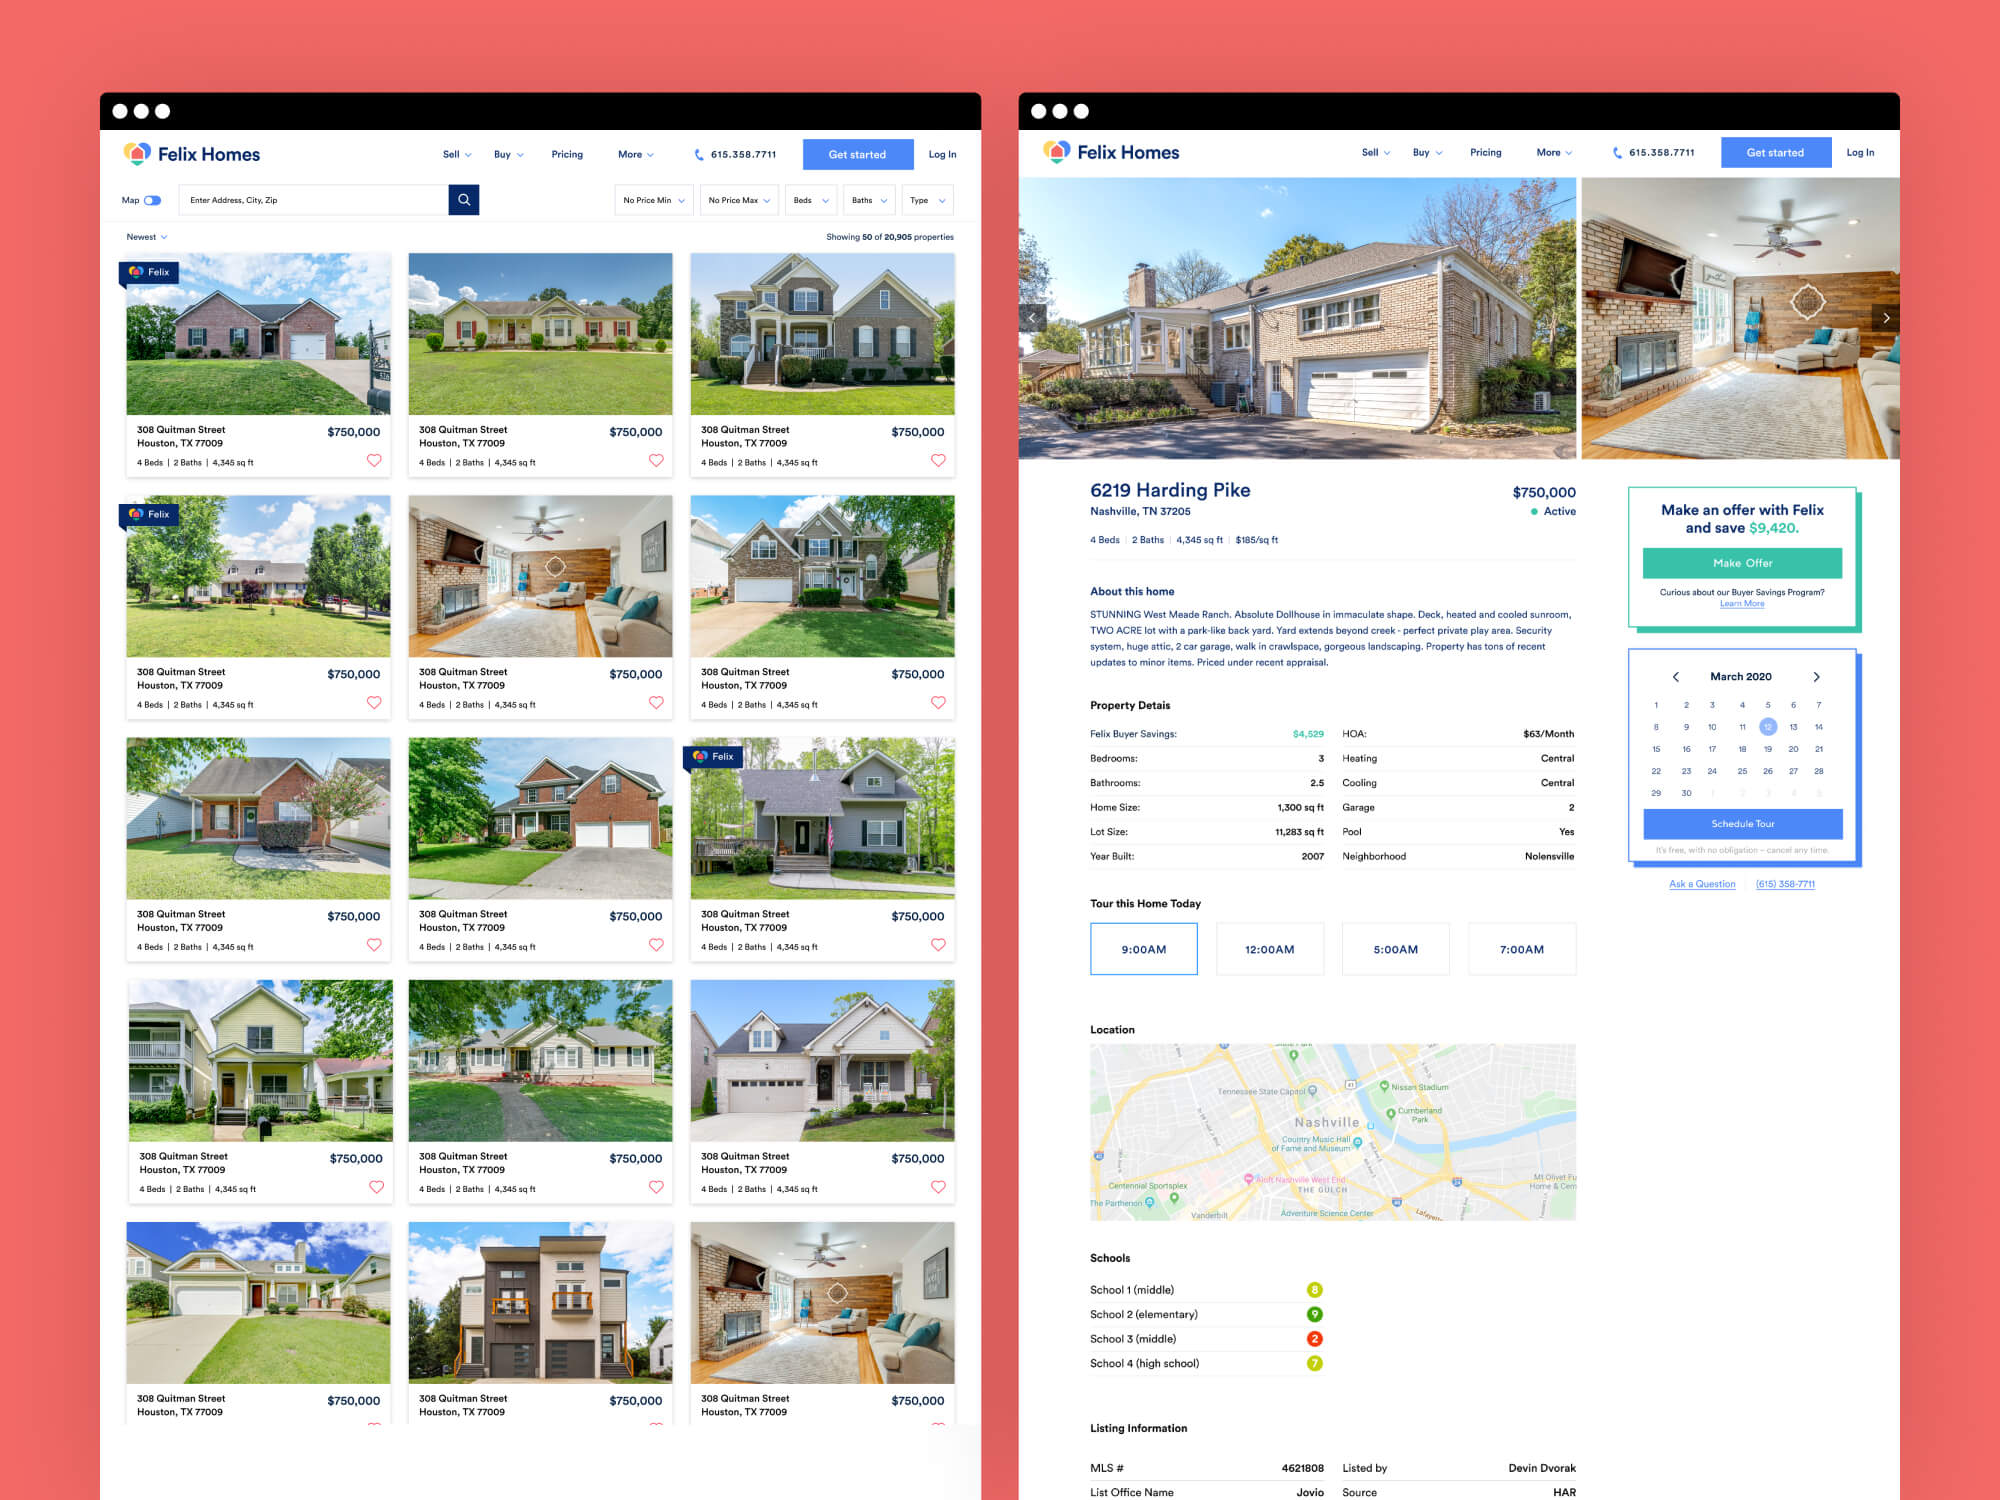 Felix Homes
Sell Buy Pricing More 615.358.7711 Get started Log In
Map Enter Address, City, Zip No Price Min No Price Max Beds Baths Type
Newest Showing 50 of 20,905 properties
Felix
308 Quitman Street $750,000 308 Quitman Street $750,000 308 Quitman Street $750,000
Houston, TX 77009 Houston, TX 77009 Houston, TX 77009
4 Beds | 2 Baths | 4,345 sq ft 4 Beds | 2 Baths | 4,345 sq ft 4 Beds | 2 Baths | 4,345 sq ft
Felix
308 Quitman Street $750,000 308 Quitman Street $750,000 308 Quitman Street $750,000
Houston, TX 77009 Houston, TX 77009 Houston, TX 77009
4 Beds | 2 Baths | 4,345 sq ft 4 Beds | 2 Baths | 4,345 sq ft 4 Beds | 2 Baths | 4,345 sq ft
Felix
308 Quitman Street $750,000 308 Quitman Street $750,000 308 Quitman Street $750,000
Houston, TX 77009 Houston, TX 77009 Houston, TX 77009
4 Beds | 2 Baths | 4,345 sq ft 4 Beds | 2 Baths | 4,345 sq ft 4 Beds | 2 Baths | 4,345 sq ft
308 Quitman Street $750,000 308 Quitman Street $750,000 308 Quitman Street $750,000
Houston, TX 77009 Houston, TX 77009 Houston, TX 77009
4 Beds | 2 Baths | 4,345 sq ft 4 Beds | 2 Baths | 4,345 sq ft 4 Beds | 2 Baths | 4,345 sq ft
308 Quitman Street $750,000 308 Quitman Street $750,000 308 Quitman Street $750,000
Houston, TX 77009 Houston, TX 77009 Houston, TX 77009
Felix Homes
Sell Buy Pricing More 615.358.7711 Get started Log In
6219 Harding Pike $750,000
Nashville, TN 37205 Active
4 Beds | 2 Baths | 4,345 sq ft | $185/sq ft
About this home
STUNNING West Meade Ranch. Absolute Dollhouse in immaculate shape. Deck, heated and cooled sunroom,
TWO ACRE lot with a park-like back yard. Yard extends beyond creek - perfect private play area. Security
system, huge attic, 2 car garage, walk in crawlspace, gorgeous landscaping. Property has tons of recent
updates to minor items. Priced under recent appraisal.
Property Detais
Felix Buyer Savings: $4,529 HOA: $63/Month
Bedrooms: 3 Heating Central
Bathrooms: 2.5 Cooling Central
Home Size: 1,300 sq ft Garage 2
Lot Size: 11,283 sq ft Pool Yes
Year Built: 2007 Neighborhood Nolensville
Tour this Home Today
9:00AM 12:00AM 5:00AM 7:00AM
Location
Tennessee State Capitol
41
Nissan Stadium
Cumberland
Park
Nashville
Country Music Hall
of Fame and Museum
Aloft Nashville West End
THE GULCH
Centennial Sportsplex
The Parthenon
Vanderbilt
Adventure Science Center
Lafayette
Mt Olivet Fu
Home & Cem
Schools
School 1 (middle) 8
School 2 (elementary) 9
School 3 (middle) 2
School 4 (high school) 7
Listing Information
MLS # 4621808 Listed by Devin Dvorak
List Office Name Jovio Source HAR
Make an offer with Felix
and save $9,420.
Make Offer
Curious about our Buyer Savings Program?
Learn More
March 2020
1 2 3 4 5 6 7
8 9 10 11 12 13 14
15 16 17 18 19 20 21
22 23 24 25 26 27 28
29 30 1 2 3 4 5
Schedule Tour
It's free, with no obligation – cancel any time.
Ask a Question (615) 358-7711